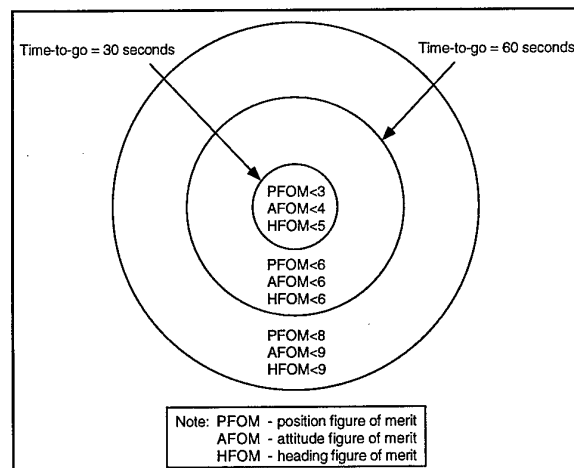 Time-to-go = 30 seconds
Time-to-go = 60 seconds
PFOM<3
AFOM<4
HFOM<5
PFOM<6
AFOM<6
HFOM<6
PFOM<8
AFOM<9
HFOM<9
Note: PFOM - position figure of merit
AFOM - attitude figure of merit
HFOM - heading figure of merit